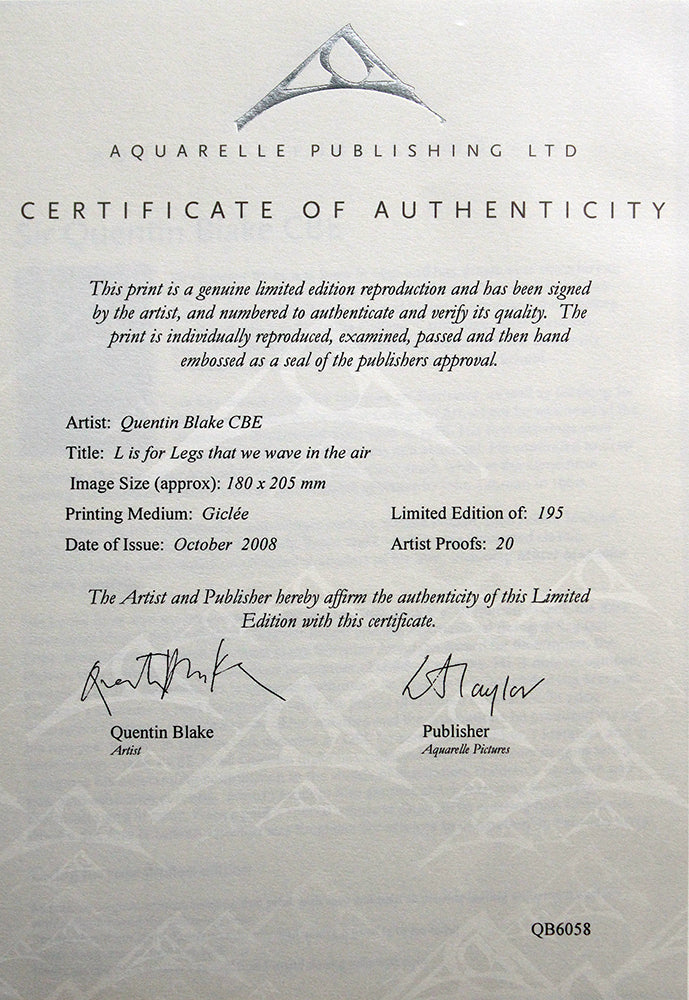 AQUARELLE PUBLISHING LTD
CERTIFICATE OF AUTHENTICITY
This print is a genuine limited edition reproduction and has been signed
by the artist, and numbered to authenticate and verify its quality. The
print is individually reproduced, examined, passed and then hand
embossed as a seal of the publishers approval.
Artist: Quentin Blake CBE
Title: L is for Legs that we wave in the air
Image Size (approx): 180 x 205 mm
Printing Medium: Giclée Limited Edition of: 195
Date of Issue: October 2008 Artist Proofs: 20
The Artist and Publisher hereby affirm the authenticity of this Limited
Edition with this certificate.
Quentin Blake
Quentin Blake Publisher
Artist Aquarelle Pictures
QB6058